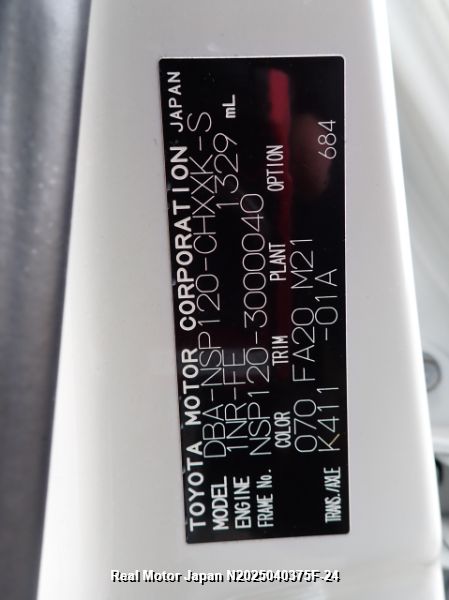 TOYOTA MOTOR CORPORATION JAPAN
MODEL DBA-NSP120-CHXXK-S
ENGINE 1NR-FE 1329 mL
FRAME No. NSP120-3000040
COLOR TRIM PLANT OPTION
070 FA20 M21
TRANS./AXLE K411 -01A 684
Real Motor Japan N2025040375F-24